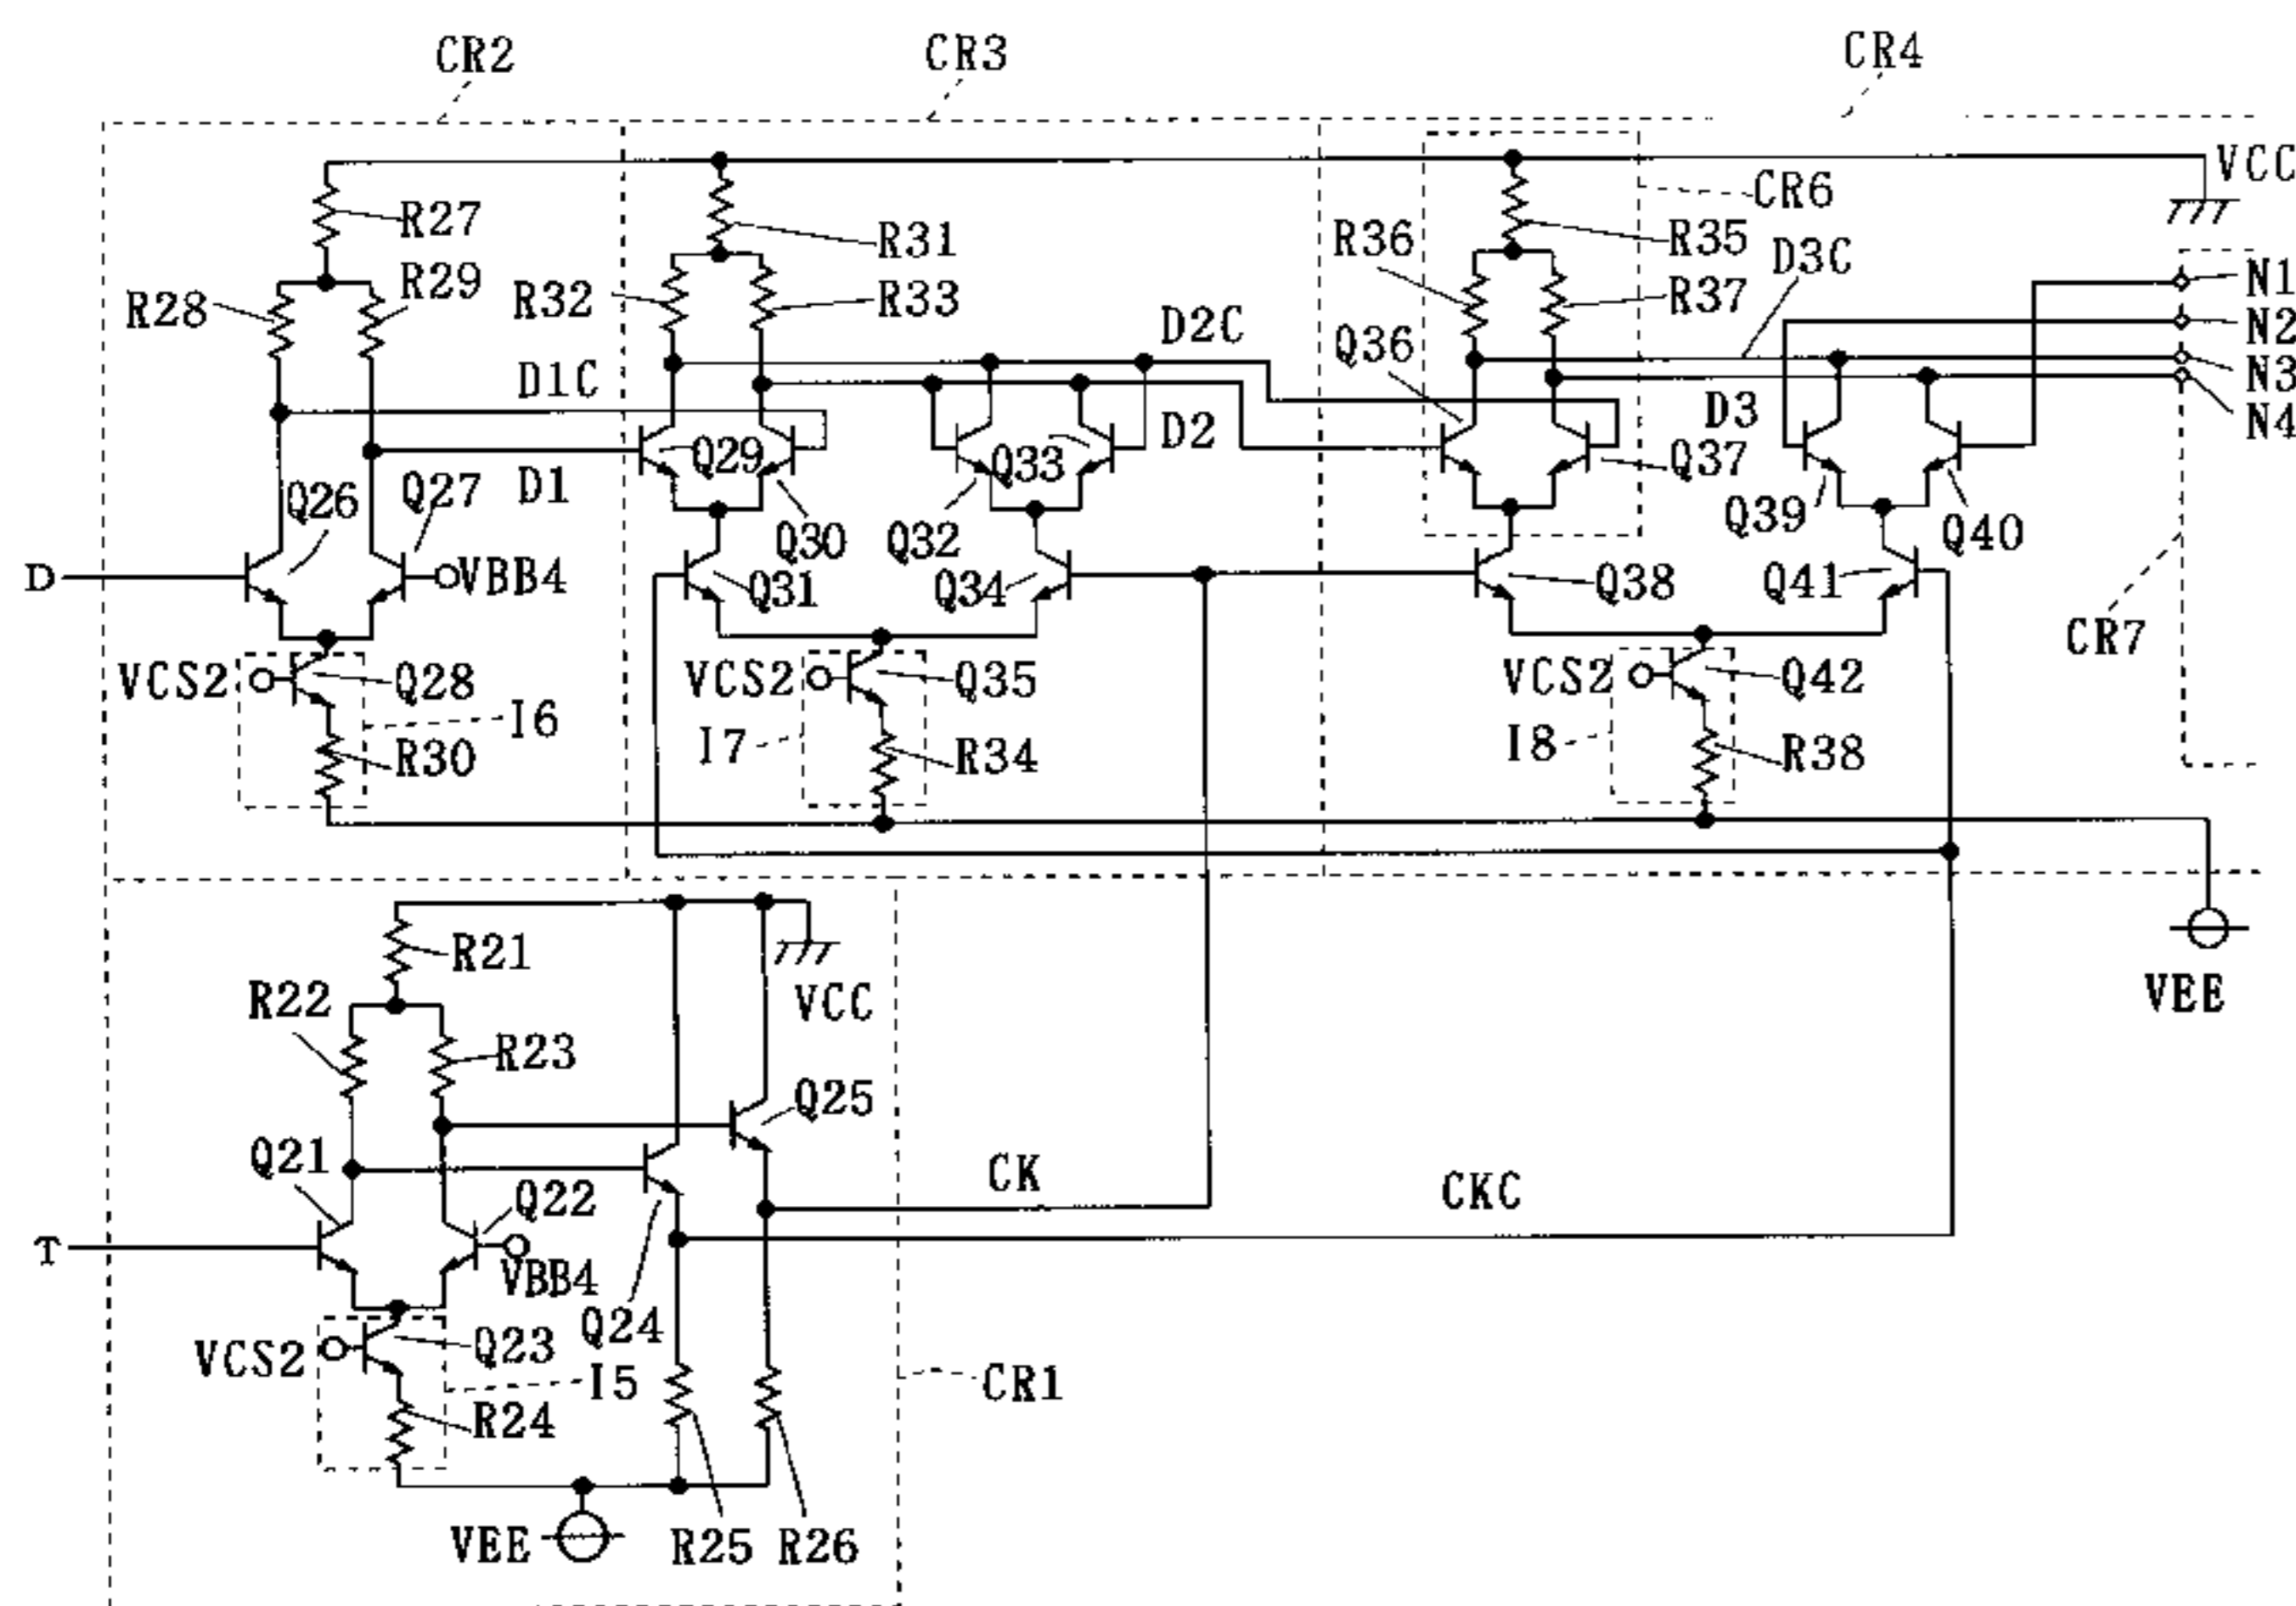 CR2
CR3
CR4
VCC
R27
R31
CR6
R36
R35
D3C
R28
R29
R32
R33
R37
N1
N2
N3
N4
D2C
Q36
D1C
D2
D3
Q29
Q33
Q37
D1
Q26
Q27
Q30
Q32
Q39
Q40
D
VBB4
Q31
Q34
Q38
Q41
CR7
VCS2
Q28
VCS2
Q35
VCS2
Q42
I6
I7
I8
R30
R34
R38
R21
R22
VCC
VEE
R23
Q25
Q21
Q22
CK
CKC
T
VBB4
Q24
VCS2
Q23
I5
CR1
R24
VEE
R25
R26